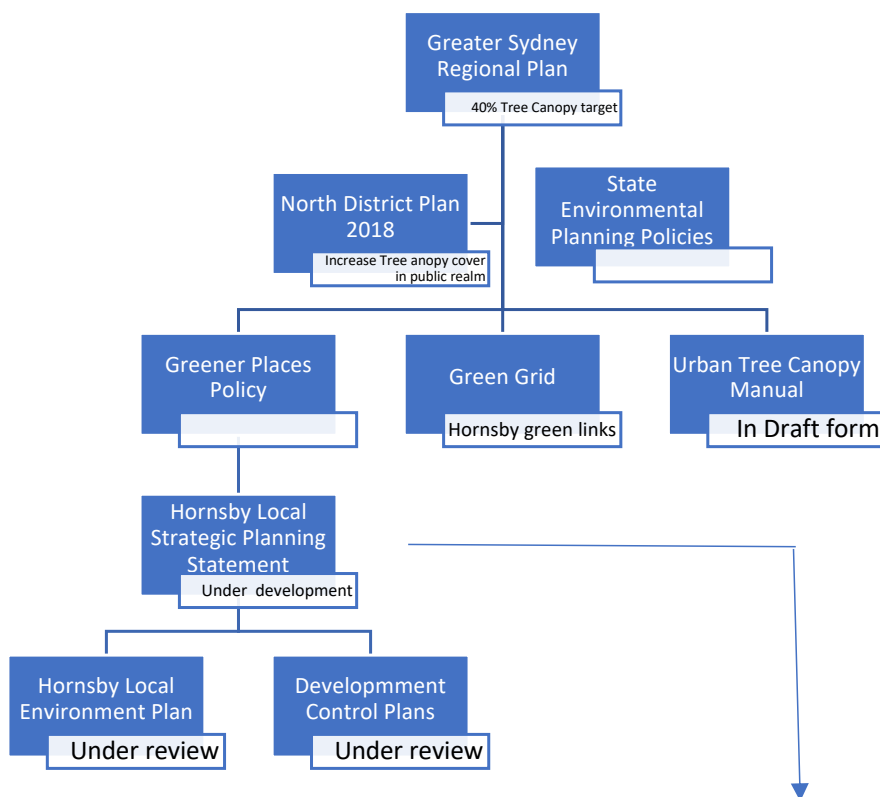 Greater Sydney
Regional Plan
40% Tree Canopy target
North District Plan
2018
Increase Tree anopy cover
in public realm
State
Environmental
Planning Policies
Greener Places
Policy
Green Grid
Hornsby green links
Urban Tree Canopy
Manual
In Draft form
Hornsby Local
Strategic Planning
Statement
Under development
Hornsby Local
Environment Plan
Under review
Developmment
Control Plans
Under review